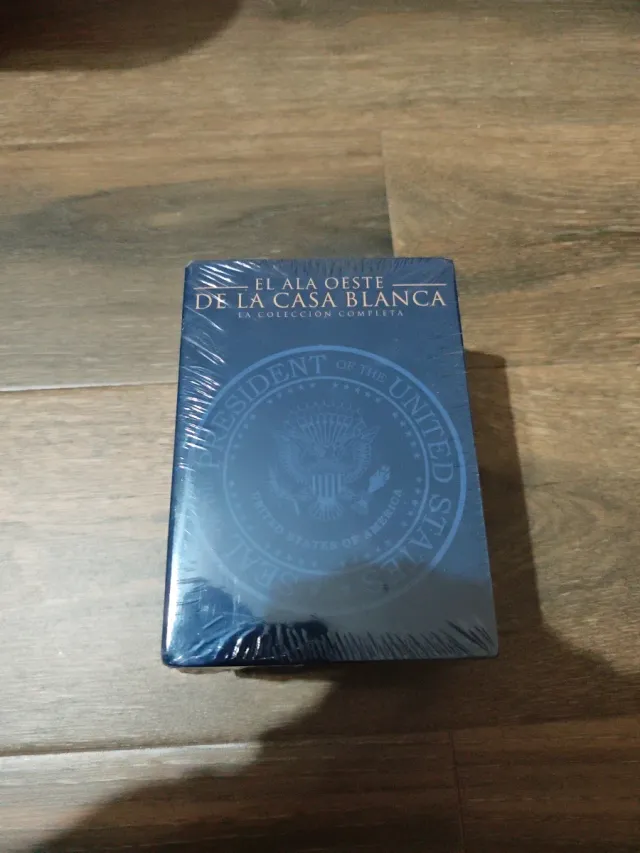 EL ALA OESTE
DE LA CASA BLANCA
LA COLECCIÓN COMPLETA
SEAL PRESIDENT OF THE UNITED STATES
UNITED STATES OF AMERICA